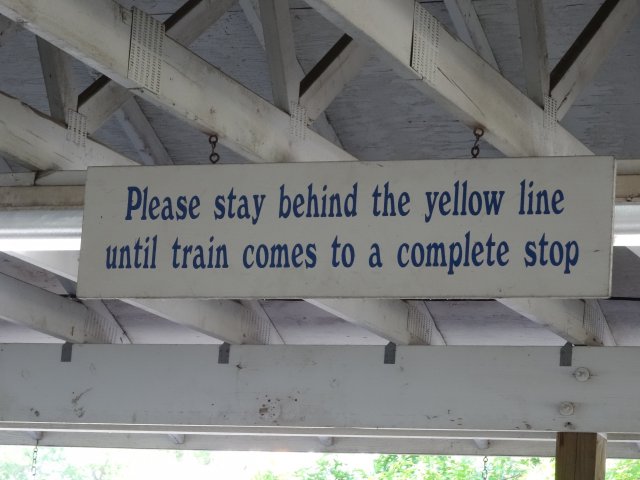 Please stay behind the yellow line
until train comes to a complete stop